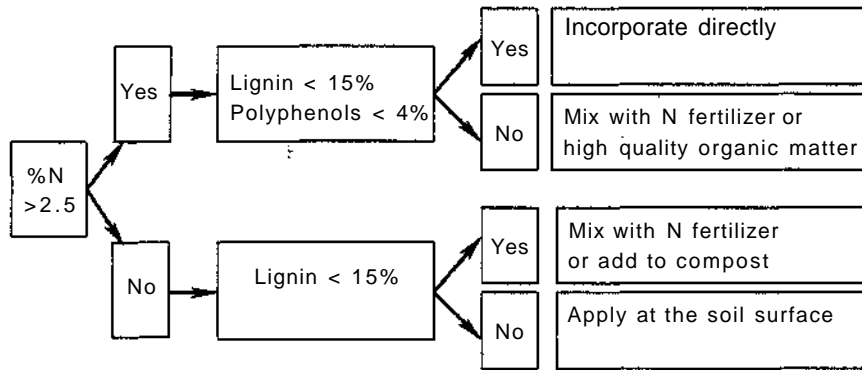 %N
>2.5
Yes
Lignin < 15%
Polyphenols < 4%
Yes
Incorporate directly
No
Mix with N fertilizer or
high quality organic matter
No
Lignin < 15%
Yes
Mix with N fertilizer
or add to compost
No
Apply at the soil surface